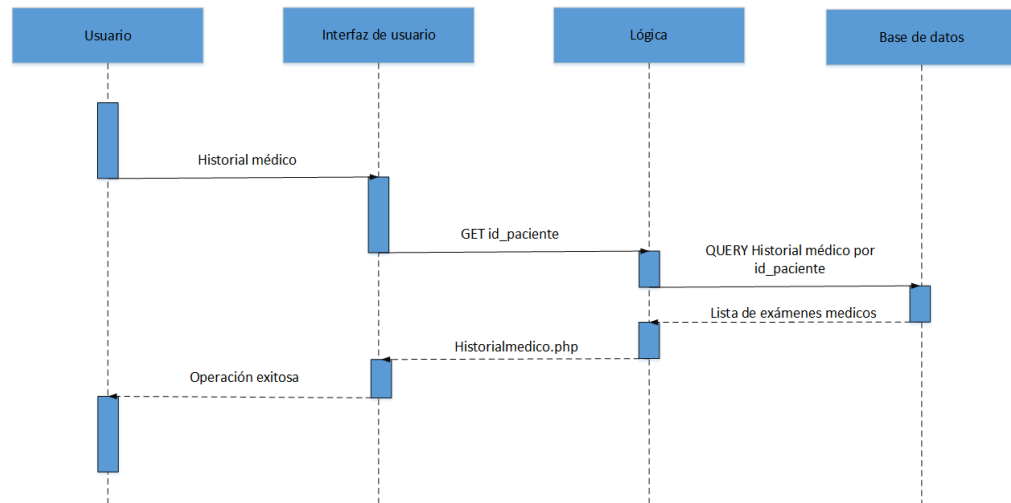 Usuario
Interfaz de usuario
Lógica
Base de datos
Historial médico
GET id_paciente
QUERY Historial médico por
id_paciente
Lista de exámenes medicos
Historialmedico.php
Operación exitosa